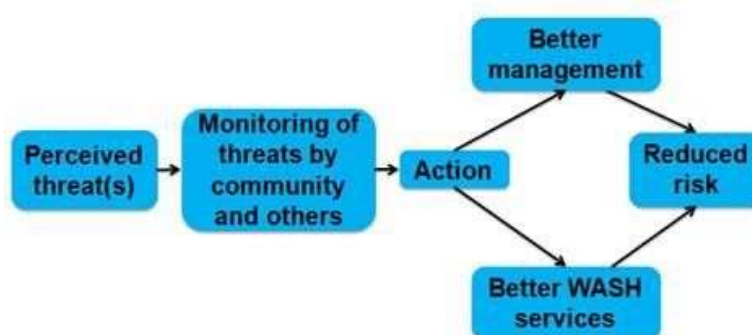 Perceived
threat(s)
Monitoring of
threats by
community
and others
Action
Better
management
Better WASH
services
Reduced
risk